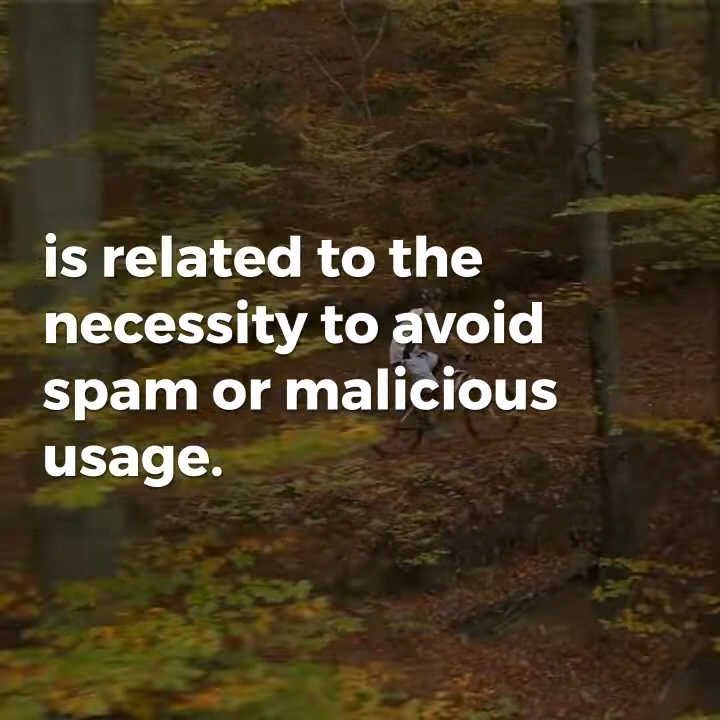 is related to the
necessity to avoid
spam or malicious
usage.